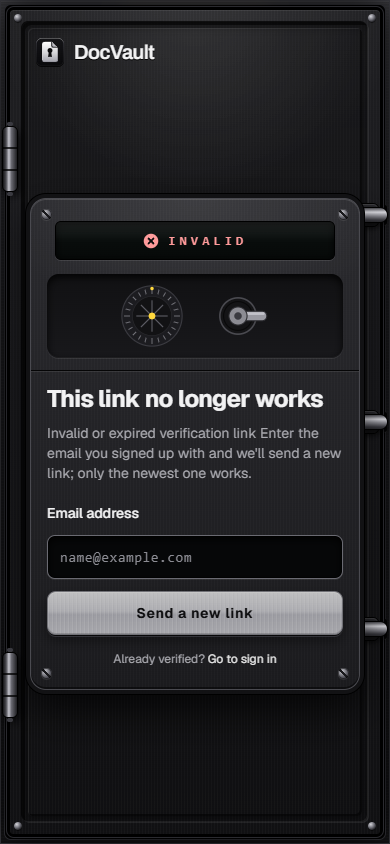 DocVault
INVALID
This link no longer works
Invalid or expired verification link Enter the
email you signed up with and we'll send a new
link; only the newest one works.
Email address
name@example.com
Send a new link
Already verified? Go to sign in